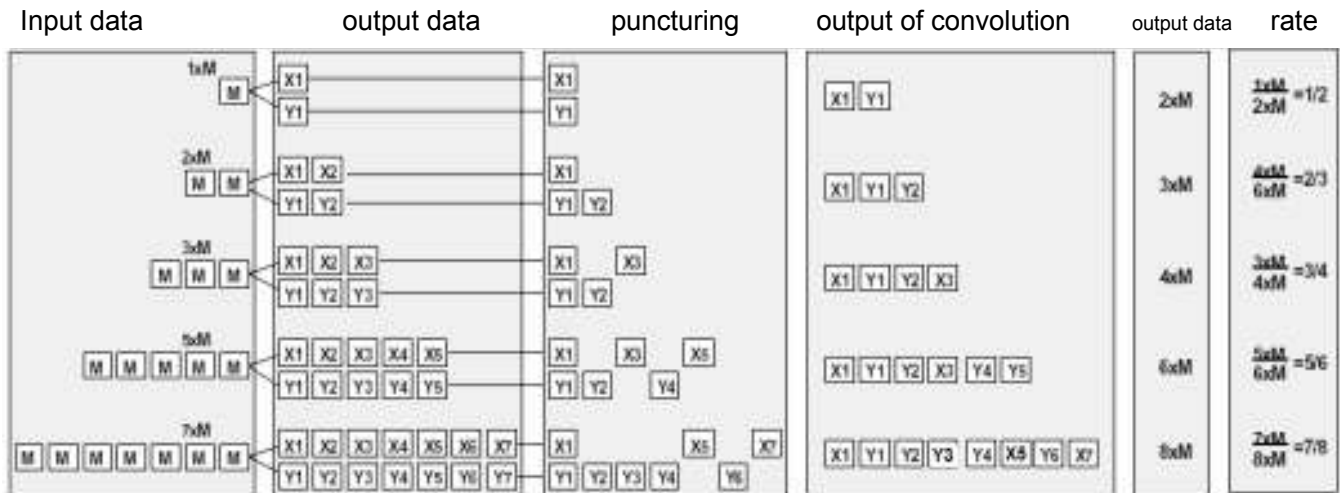 Input data output data puncturing output of convolution output data rate
1xM
M X1 X1 X1 Y1 2xM 1xM/2xM =1/2
Y1 Y1
2xM
M M X1 X2 X1 X1 Y1 Y2 3xM 4xM/6xM =2/3
Y1 Y2 Y1 Y2
3xM
M M M X1 X2 X3 X1 X3 X1 Y1 Y2 X3 4xM 3xM/4xM =3/4
Y1 Y2 Y3 Y1 Y2
5xM
M M M M M X1 X2 X3 X4 X5 X1 X3 X5 X1 Y1 Y2 X3 Y4 Y5 6xM 5xM/6xM =5/6
Y1 Y2 Y3 Y4 Y5 Y1 Y2 Y4
7xM
M M M M M M M X1 X2 X3 X4 X5 X6 X7 X1 X5 X7 X1 Y1 Y2 Y3 Y4 X5 Y6 X7 8xM 7xM/8xM =7/8
Y1 Y2 Y3 Y4 Y5 Y6 Y7 Y1 Y2 Y3 Y4 Y6